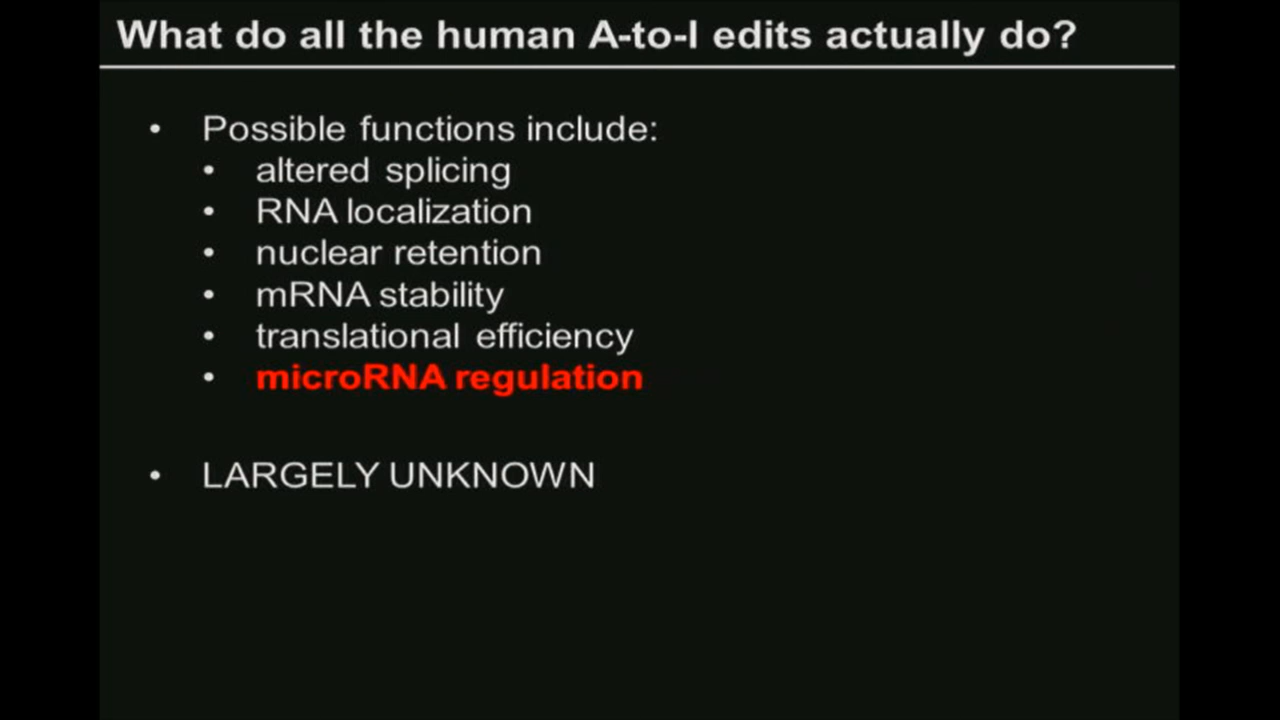 What do all the human A-to-I edits actually do?
• Possible functions include:
• altered splicing
• RNA localization
• nuclear retention
• mRNA stability
• translational efficiency
• microRNA regulation
• LARGELY UNKNOWN